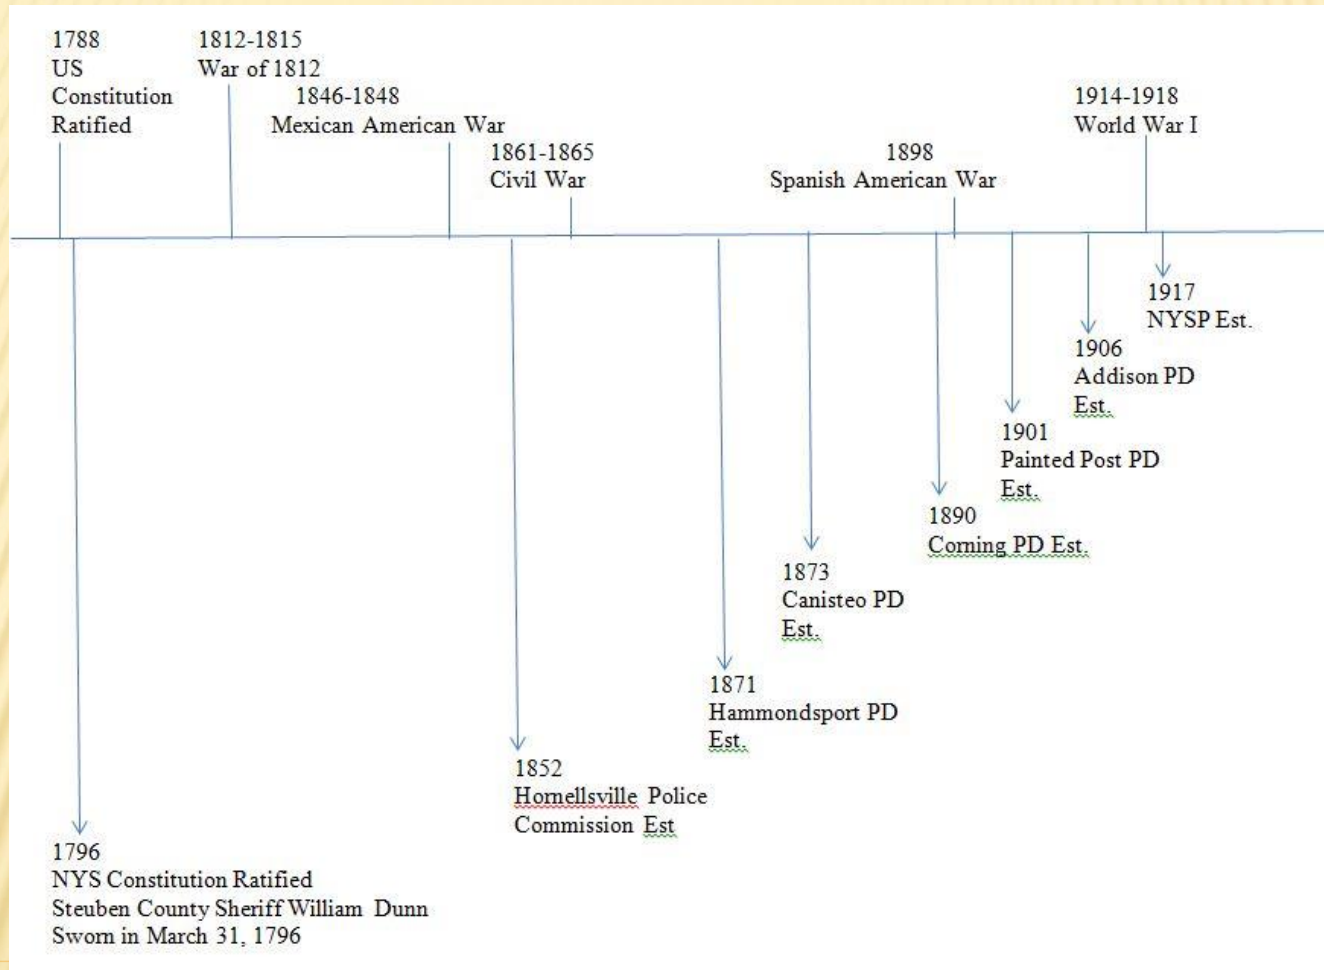 1788
US
Constitution
Ratified
1812-1815
War of 1812
1846-1848
Mexican American War
1861-1865
Civil War
1898
Spanish American War
1914-1918
World War I
1796
NYS Constitution Ratified
Steuben County Sheriff William Dunn
Sworn in March 31, 1796
1852
Hornellsville Police
Commission Est
1871
Hammondsport PD
Est.
1873
Canisteo PD
Est.
1890
Corning PD Est.
1901
Painted Post PD
Est.
1906
Addison PD
Est.
1917
NYSP Est.